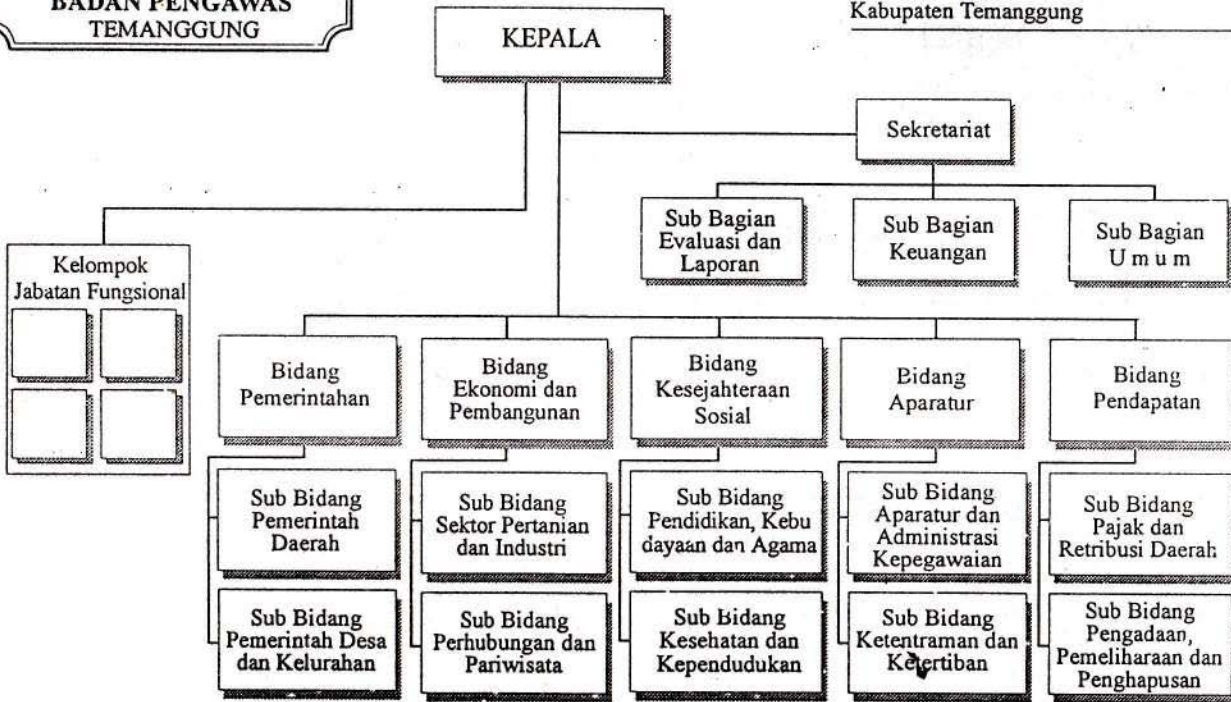 BADAN PENGAWAS
TEMANGGUNG
Kabupaten Temanggung
KEPALA
Sekretariat
Sub Bagian
Evaluasi dan
Laporan
Sub Bagian
Keuangan
Sub Bagian
U m u m
Kelompok
Jabatan Fungsional
Bidang
Pemerintahan
Bidang
Ekonomi dan
Pembangunan
Bidang
Kesejahteraan
Sosial
Bidang
Aparatur
Bidang
Pendapatan
Sub Bidang
Pemerintah
Daerah
Sub Bidang
Sektor Pertanian
dan Industri
Sub Bidang
Pendidikan, Kebu
dayaan dan Agama
Sub Bidang
Aparatur dan
Administrasi
Kepegawaian
Sub Bidang
Pajak dan
Retribusi Daerah
Sub Bidang
Pemerintah Desa
dan Kelurahan
Sub Bidang
Perhubungan dan
Pariwisata
Sub Bidang
Kesehatan dan
Kependudukan
Sub Bidang
Ketentraman dan
Ketertiban
Sub Bidang
Pengadaan,
Pemeliharaan dan
Penghapusan